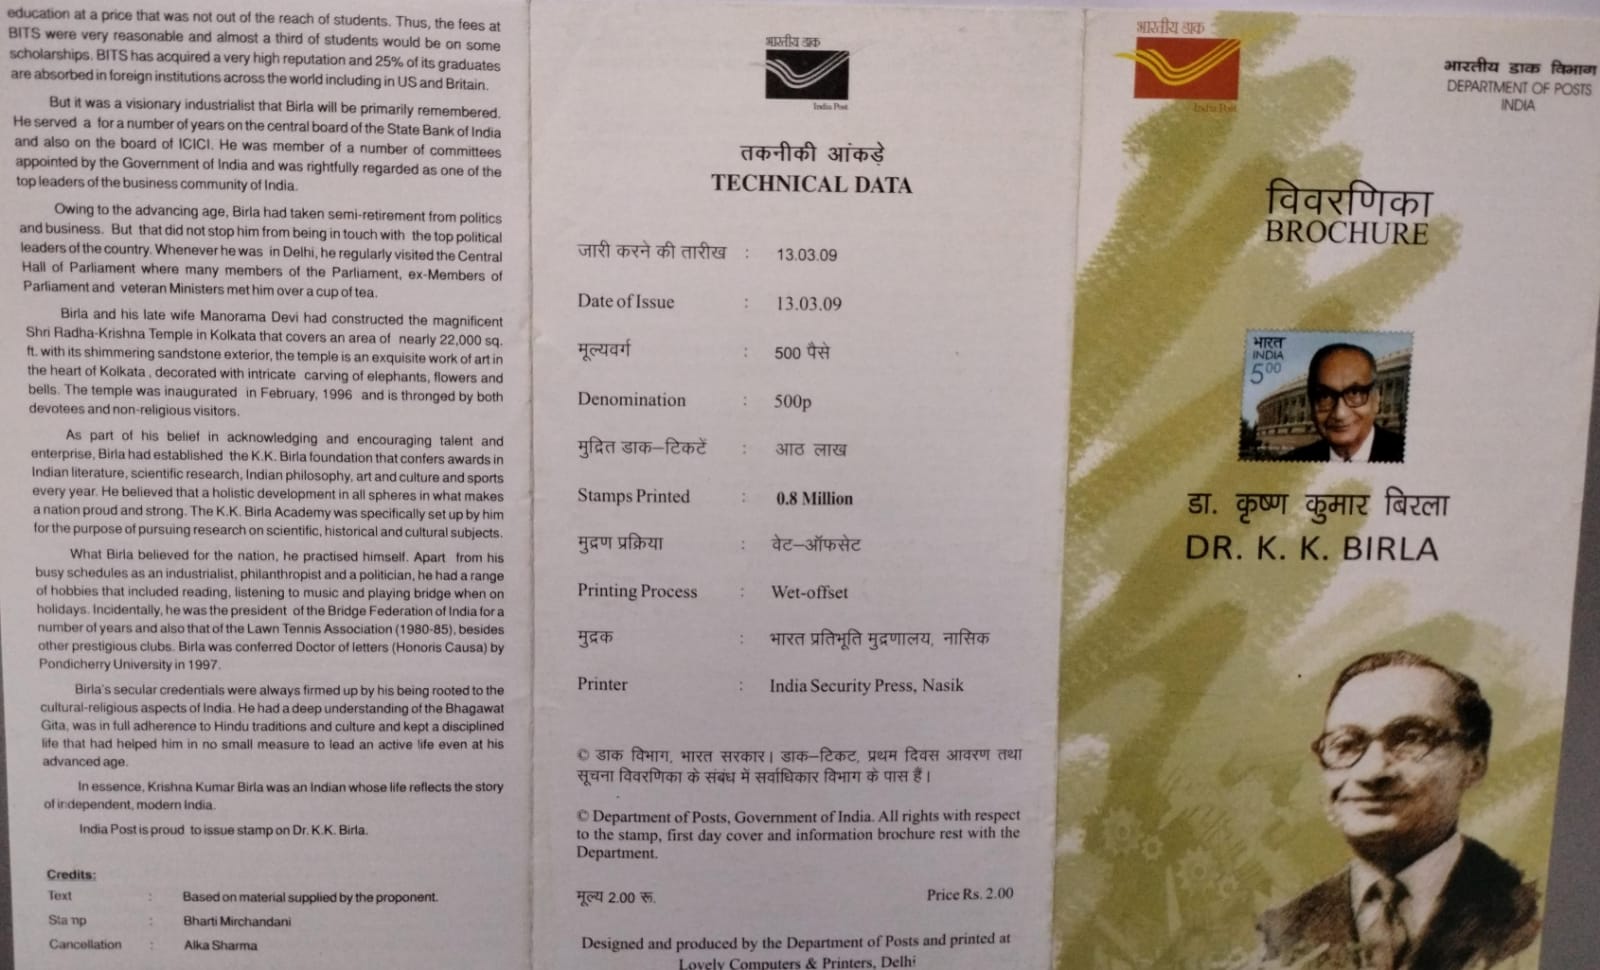 education at a price that was not out of the reach of students. Thus, the fees at
BITS were very reasonable and almost a third of students would be on some
scholarships. BITS has acquired a very high reputation and 25% of its graduates
are absorbed in foreign institutions across the world including in US and Britain.
But it was a visionary industrialist that Birla will be primarily remembered.
He served a for a number of years on the central board of the State Bank of India
and also on the board of ICICI. He was member of a number of committees
appointed by the Government of India and was rightfully regarded as one of the
top leaders of the business community of India.
Owing to the advancing age, Birla had taken semi-retirement from politics
and business. But that did not stop him from being in touch with the top political
leaders of the country. Whenever he was in Delhi, he regularly visited the Central
Hall of Parliament where many members of the Parliament, ex-Members of
Parliament and veteran Ministers met him over a cup of tea.
Birla and his late wife Manorama Devi had constructed the magnificent
Shri Radha-Krishna Temple in Kolkata that covers an area of nearly 22,000 sq.
ft. with its shimmering sandstone exterior, the temple is an exquisite work of art in
the heart of Kolkata , decorated with intricate carving of elephants, flowers and
bells. The temple was inaugurated in February, 1996 and is thronged by both
devotees and non-religious visitors.
As part of his belief in acknowledging and encouraging talent and
enterprise, Birla had established the K.K. Birla foundation that confers awards in
Indian literature, scientific research, Indian philosophy, art and culture and sports
every year. He believed that a holistic development in all spheres in what makes
a nation proud and strong. The K.K. Birla Academy was specifically set up by him
for the purpose of pursuing research on scientific, historical and cultural subjects.
What Birla believed for the nation, he practised himself. Apart from his
busy schedules as an industrialist, philanthropist and a politician, he had a range
of hobbies that included reading, listening to music and playing bridge when on
holidays. Incidentally, he was the president of the Bridge Federation of India for a
number of years and also that of the Lawn Tennis Association (1980-85), besides
other prestigious clubs. Birla was conferred Doctor of letters (Honoris Causa) by
Pondicherry University in 1997.
Birla's secular credentials were always firmed up by his being rooted to the
cultural-religious aspects of India. He had a deep understanding of the Bhagawat
Gita, was in full adherence to Hindu traditions and culture and kept a disciplined
life that had helped him in no small measure to lead an active life even at his
advanced age.
In essence, Krishna Kumar Birla was an Indian whose life reflects the story
of independent, modern India.
India Post is proud to issue stamp on Dr. K.K. Birla.
Credits:
Text : Based on material supplied by the proponent.
Stamp : Bharti Mirchandani
Cancellation : Alka Sharma
भारतीय डाक
India Post
तकनीकी आंकड़े
TECHNICAL DATA
जारी करने की तारीख : 13.03.09
Date of Issue : 13.03.09
मूल्यवर्ग : 500 पैसे
Denomination : 500p
मुद्रित डाक–टिकटें : आठ लाख
Stamps Printed : 0.8 Million
मुद्रण प्रक्रिया : वेट–ऑफसेट
Printing Process : Wet-offset
मुद्रक : भारत प्रतिभूति मुद्रणालय, नासिक
Printer : India Security Press, Nasik
© डाक विभाग, भारत सरकार। डाक–टिकट, प्रथम दिवस आवरण तथा
सूचना विवरणिका के संबंध में सर्वाधिकार विभाग के पास हैं।
© Department of Posts, Government of India. All rights with respect
to the stamp, first day cover and information brochure rest with the
Department.
मूल्य 2.00 रू. Price Rs. 2.00
Designed and produced by the Department of Posts and printed at
Lovely Computers & Printers, Delhi
भारतीय डाक
India Post
भारतीय डाक विभाग
DEPARTMENT OF POSTS
INDIA
विवरणिका
BROCHURE
भारत
INDIA
500
डा. कृष्ण कुमार बिरला
DR. K. K. BIRLA